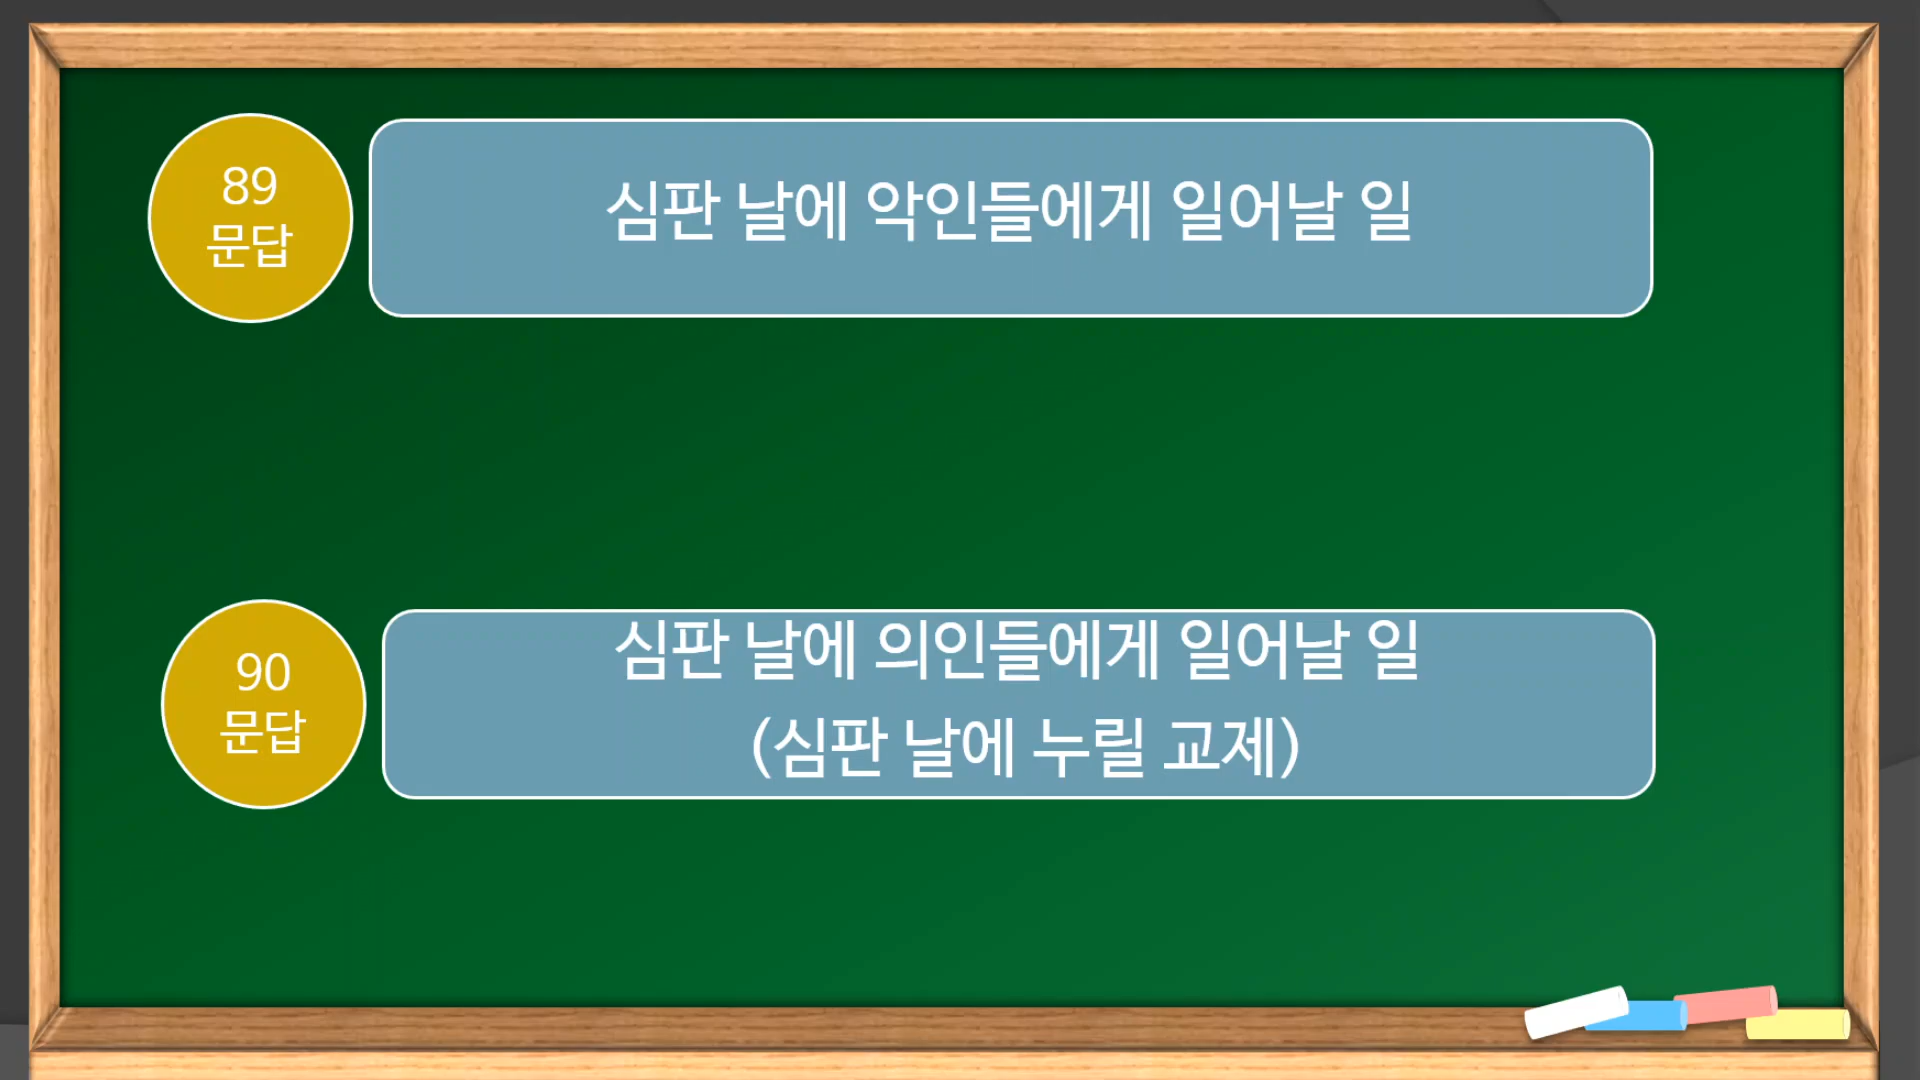 89
문답
심판 날에 악인들에게 일어날 일
90
문답
심판 날에 의인들에게 일어날 일
(심판 날에 누릴 교제)